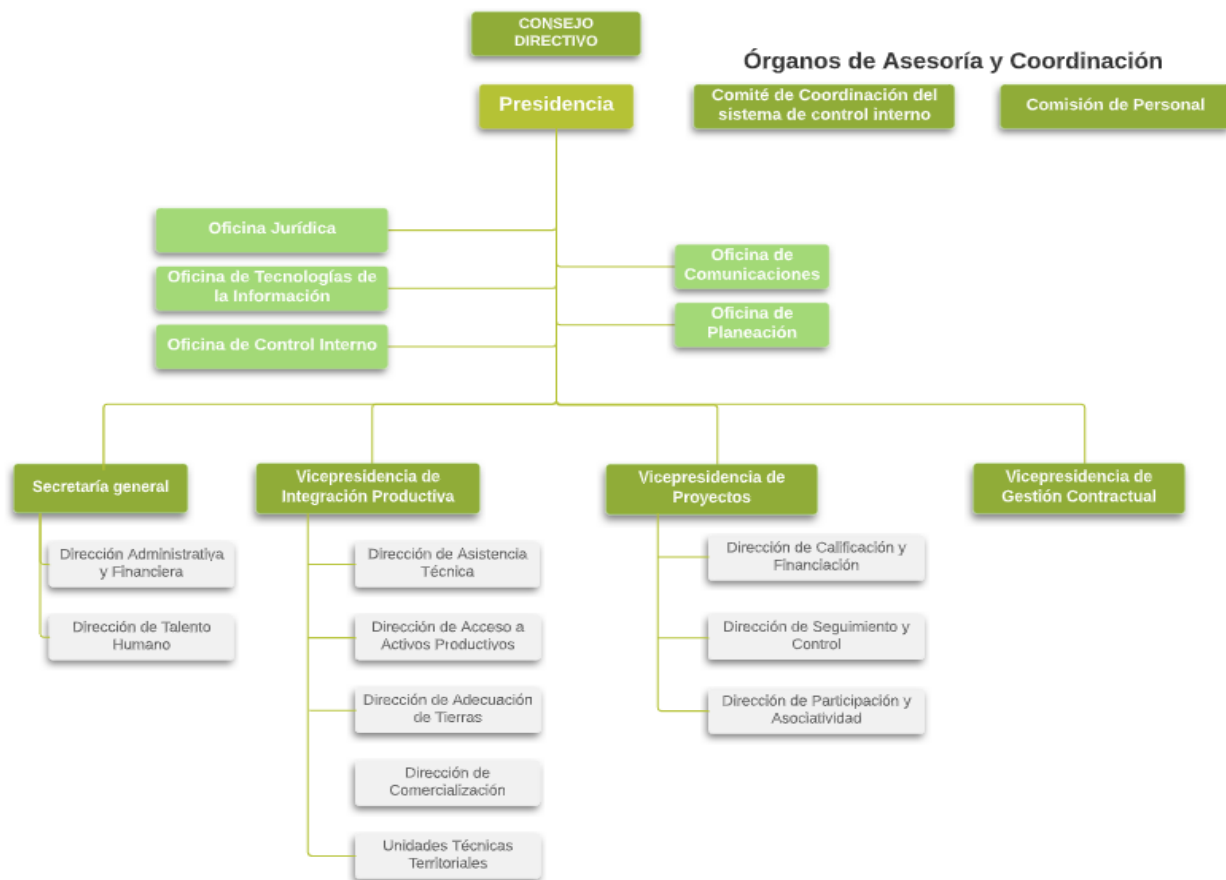 CONSEJO
DIRECTIVO
Órganos de Asesoría y Coordinación
Presidencia
Comité de Coordinación del
sistema de control interno
Comisión de Personal
Oficina Jurídica
Oficina de Tecnologías de
la Información
Oficina de Control Interno
Oficina de
Comunicaciones
Oficina de
Planeación
Secretaría general
Dirección Administrativa
y Financiera
Dirección de Talento
Humano
Vicepresidencia de
Integración Productiva
Dirección de Asistencia
Técnica
Dirección de Acceso a
Activos Productivos
Dirección de Adecuación
de Tierras
Dirección de
Comercialización
Unidades Técnicas
Territoriales
Vicepresidencia de
Proyectos
Dirección de Calificación y
Financiación
Dirección de Seguimiento y
Control
Dirección de Participación y
Asociatividad
Vicepresidencia de
Gestión Contractual